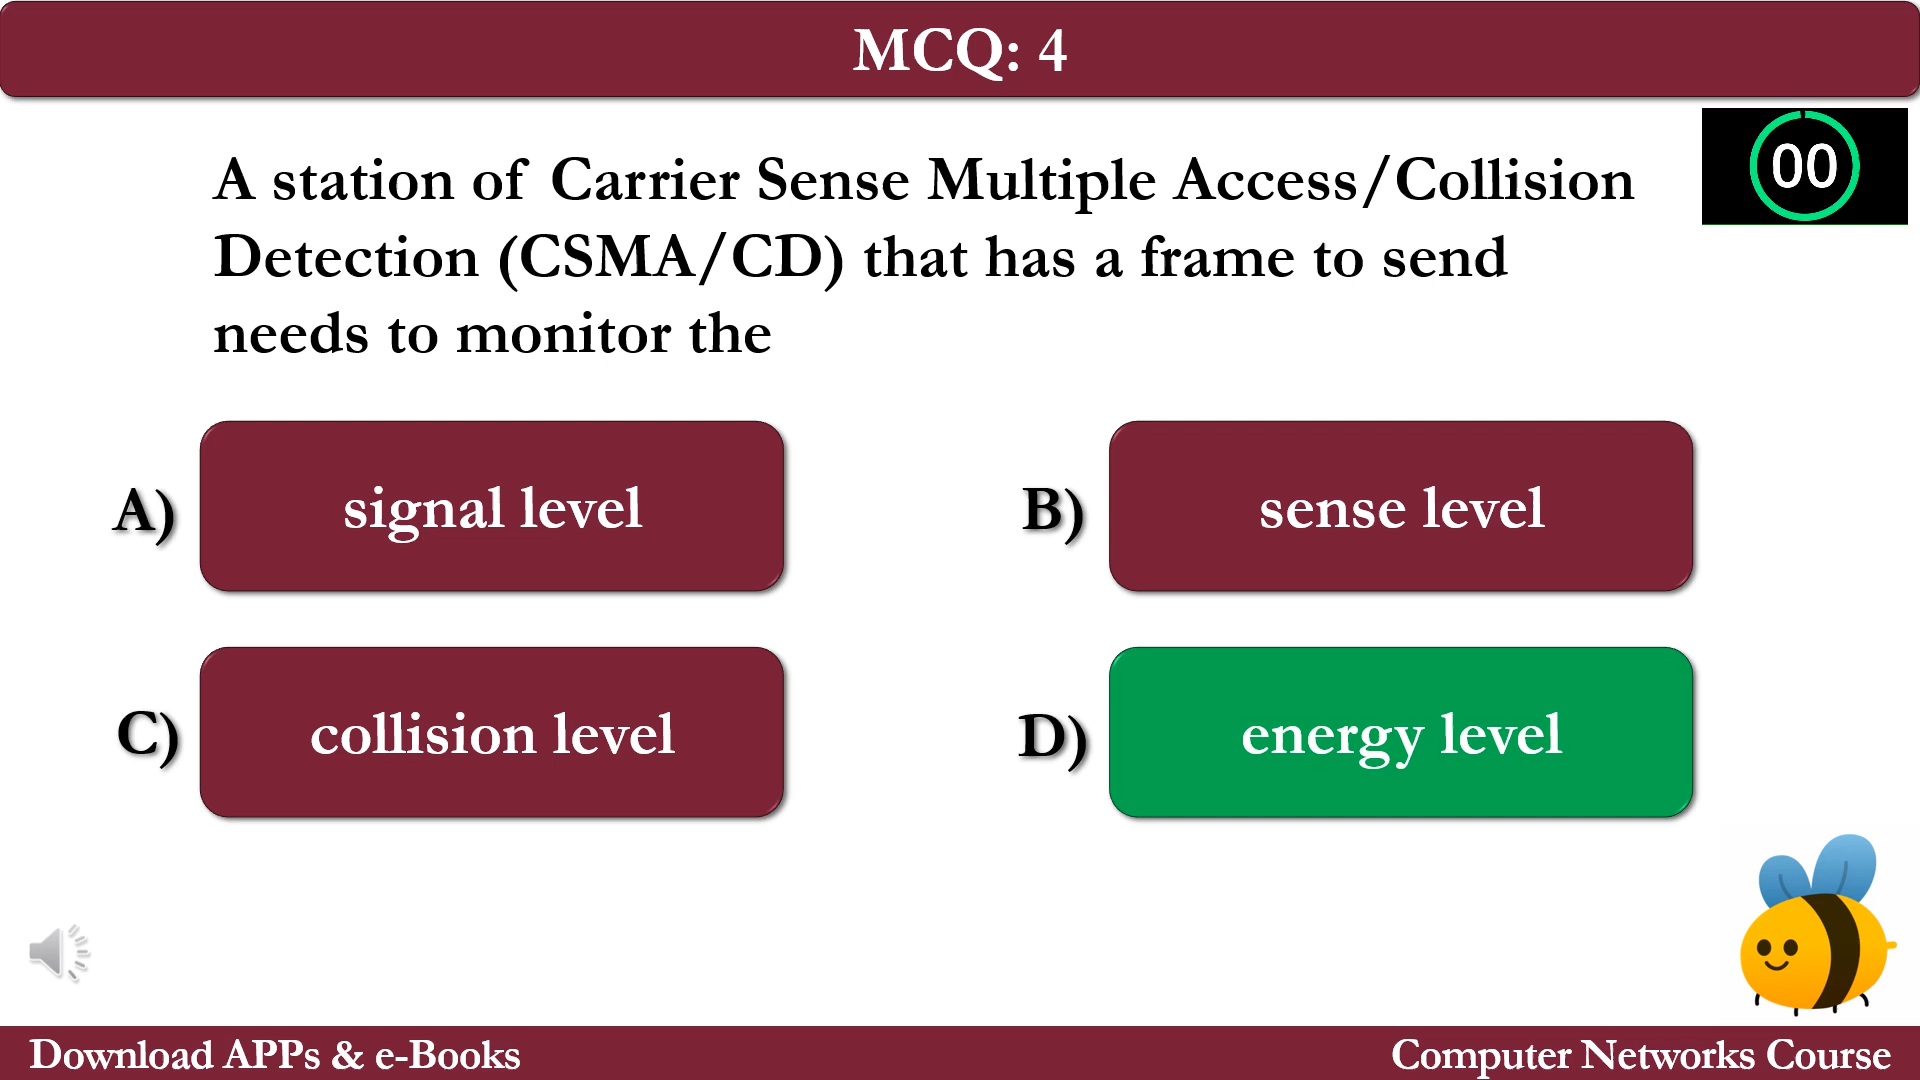 MCQ: 4
00
A station of Carrier Sense Multiple Access/Collision
Detection (CSMA/CD) that has a frame to send
needs to monitor the
A) signal level
B) sense level
C) collision level
D) energy level
Download APPs & e-Books
Computer Networks Course